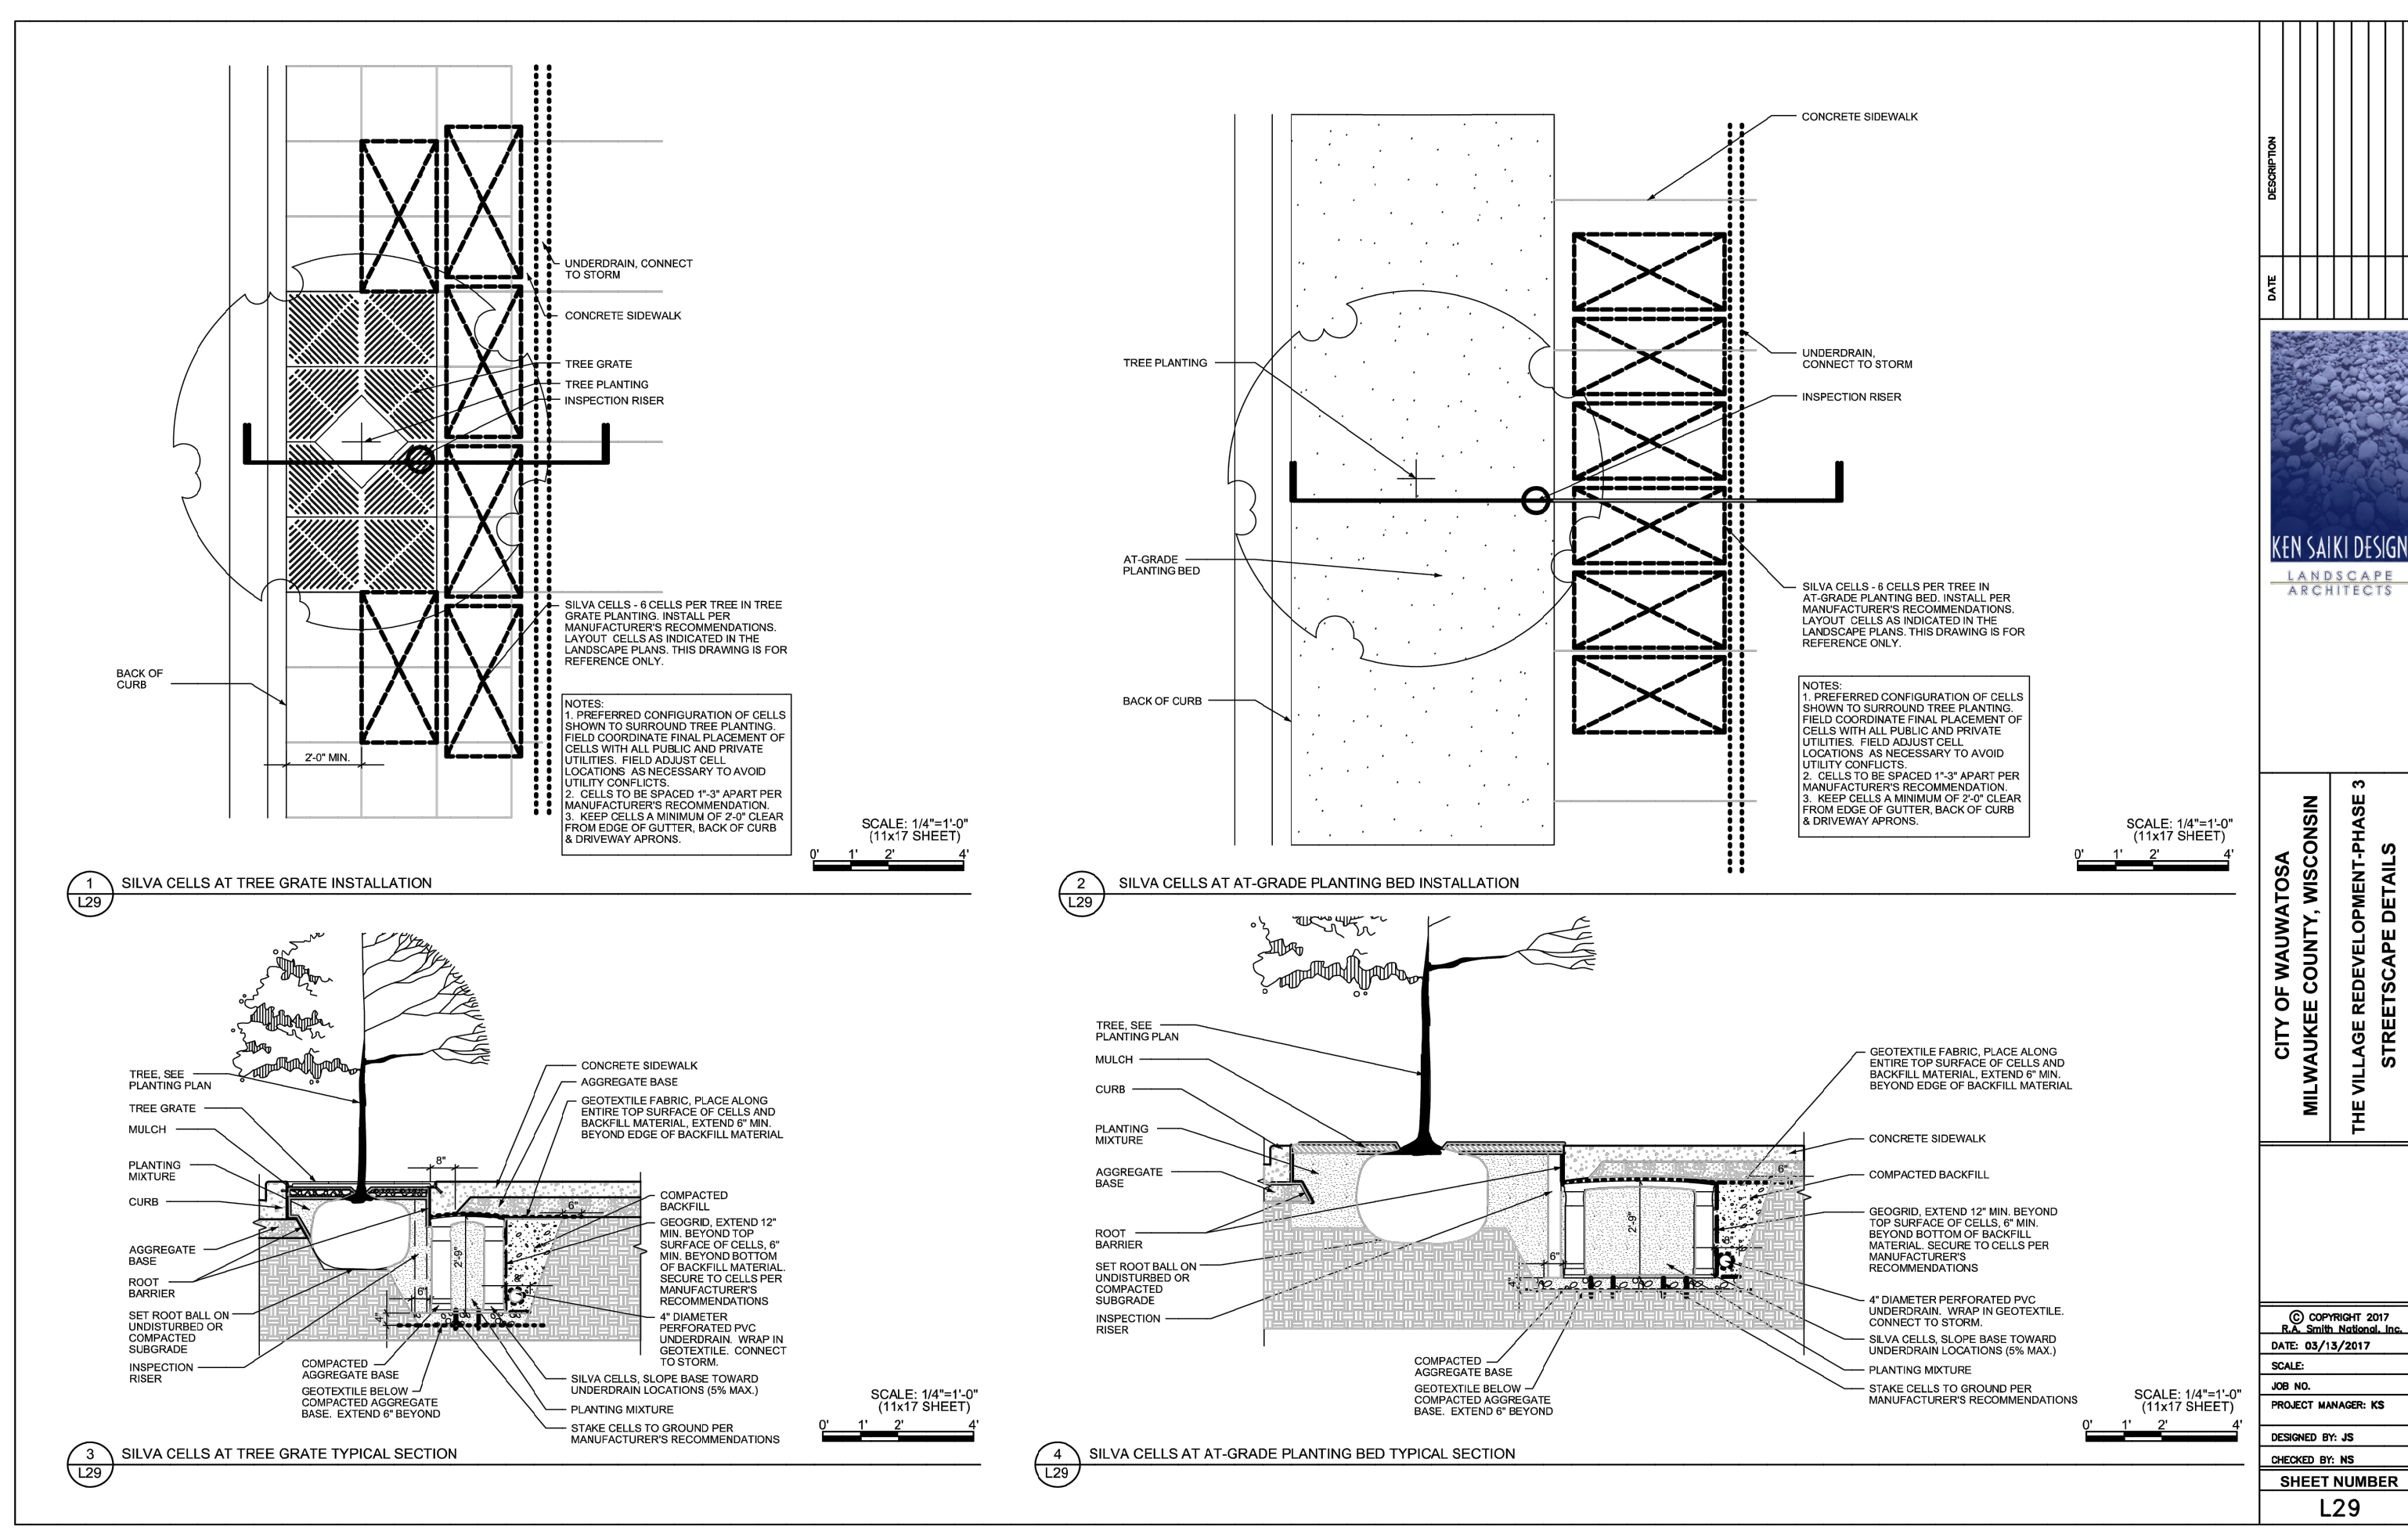 UNDERDRAIN, CONNECT
TO STORM
CONCRETE SIDEWALK
TREE GRATE
TREE PLANTING
INSPECTION RISER
SILVA CELLS - 6 CELLS PER TREE IN TREE
GRATE PLANTING. INSTALL PER
MANUFACTURER'S RECOMMENDATIONS.
LAYOUT CELLS AS INDICATED IN THE
LANDSCAPE PLANS. THIS DRAWING IS FOR
REFERENCE ONLY.
BACK OF
CURB
2'-0" MIN.
NOTES:
1. PREFERRED CONFIGURATION OF CELLS
SHOWN TO SURROUND TREE PLANTING.
FIELD COORDINATE FINAL PLACEMENT OF
CELLS WITH ALL PUBLIC AND PRIVATE
UTILITIES. FIELD ADJUST CELL
LOCATIONS AS NECESSARY TO AVOID
UTILITY CONFLICTS.
2. CELLS TO BE SPACED 1"-3" APART PER
MANUFACTURER'S RECOMMENDATION.
3. KEEP CELLS A MINIMUM OF 2'-0" CLEAR
FROM EDGE OF GUTTER, BACK OF CURB
& DRIVEWAY APRONS.
SCALE: 1/4"=1'-0"
(11x17 SHEET)
0' 1' 2' 4'
1
L29
SILVA CELLS AT TREE GRATE INSTALLATION
CONCRETE SIDEWALK
TREE PLANTING
UNDERDRAIN,
CONNECT TO STORM
INSPECTION RISER
AT-GRADE
PLANTING BED
SILVA CELLS - 6 CELLS PER TREE IN
AT-GRADE PLANTING BED. INSTALL PER
MANUFACTURER'S RECOMMENDATIONS.
LAYOUT CELLS AS INDICATED IN THE
LANDSCAPE PLANS. THIS DRAWING IS FOR
REFERENCE ONLY.
BACK OF CURB
NOTES:
1. PREFERRED CONFIGURATION OF CELLS
SHOWN TO SURROUND TREE PLANTING.
FIELD COORDINATE FINAL PLACEMENT OF
CELLS WITH ALL PUBLIC AND PRIVATE
UTILITIES. FIELD ADJUST CELL
LOCATIONS AS NECESSARY TO AVOID
UTILITY CONFLICTS.
2. CELLS TO BE SPACED 1"-3" APART PER
MANUFACTURER'S RECOMMENDATION.
3. KEEP CELLS A MINIMUM OF 2'-0" CLEAR
FROM EDGE OF GUTTER, BACK OF CURB
& DRIVEWAY APRONS.
SCALE: 1/4"=1'-0"
(11x17 SHEET)
0' 1' 2' 4'
2
L29
SILVA CELLS AT AT-GRADE PLANTING BED INSTALLATION
TREE, SEE
PLANTING PLAN
TREE GRATE
MULCH
PLANTING
MIXTURE
CURB
AGGREGATE
BASE
ROOT
BARRIER
SET ROOT BALL ON
UNDISTURBED OR
COMPACTED
SUBGRADE
INSPECTION
RISER
8"
6"
2'-9"
8"
6"
4"
CONCRETE SIDEWALK
AGGREGATE BASE
GEOTEXTILE FABRIC, PLACE ALONG
ENTIRE TOP SURFACE OF CELLS AND
BACKFILL MATERIAL, EXTEND 6" MIN.
BEYOND EDGE OF BACKFILL MATERIAL
COMPACTED
BACKFILL
GEOGRID, EXTEND 12"
MIN. BEYOND TOP
SURFACE OF CELLS, 6"
MIN. BEYOND BOTTOM
OF BACKFILL MATERIAL.
SECURE TO CELLS PER
MANUFACTURER'S
RECOMMENDATIONS
4" DIAMETER
PERFORATED PVC
UNDERDRAIN. WRAP IN
GEOTEXTILE. CONNECT
TO STORM.
COMPACTED
AGGREGATE BASE
GEOTEXTILE BELOW
COMPACTED AGGREGATE
BASE. EXTEND 6" BEYOND
SILVA CELLS, SLOPE BASE TOWARD
UNDERDRAIN LOCATIONS (5% MAX.)
PLANTING MIXTURE
STAKE CELLS TO GROUND PER
MANUFACTURER'S RECOMMENDATIONS
SCALE: 1/4"=1'-0"
(11x17 SHEET)
0' 1' 2' 4'
3
L29
SILVA CELLS AT TREE GRATE TYPICAL SECTION
TREE, SEE
PLANTING PLAN
MULCH
CURB
PLANTING
MIXTURE
AGGREGATE
BASE
ROOT
BARRIER
SET ROOT BALL ON
UNDISTURBED OR
COMPACTED
SUBGRADE
INSPECTION
RISER
6"
2'-9"
6"
4"
GEOTEXTILE FABRIC, PLACE ALONG
ENTIRE TOP SURFACE OF CELLS AND
BACKFILL MATERIAL, EXTEND 6" MIN.
BEYOND EDGE OF BACKFILL MATERIAL
CONCRETE SIDEWALK
COMPACTED BACKFILL
GEOGRID, EXTEND 12" MIN. BEYOND
TOP SURFACE OF CELLS, 6" MIN.
BEYOND BOTTOM OF BACKFILL
MATERIAL. SECURE TO CELLS PER
MANUFACTURER'S
RECOMMENDATIONS
4" DIAMETER PERFORATED PVC
UNDERDRAIN. WRAP IN GEOTEXTILE.
CONNECT TO STORM.
SILVA CELLS, SLOPE BASE TOWARD
UNDERDRAIN LOCATIONS (5% MAX.)
PLANTING MIXTURE
STAKE CELLS TO GROUND PER
MANUFACTURER'S RECOMMENDATIONS
COMPACTED
AGGREGATE BASE
GEOTEXTILE BELOW
COMPACTED AGGREGATE
BASE. EXTEND 6" BEYOND
SCALE: 1/4"=1'-0"
(11x17 SHEET)
0' 1' 2' 4'
4
L29
SILVA CELLS AT AT-GRADE PLANTING BED TYPICAL SECTION
DESCRIPTION
DATE
KEN SAIKI DESIGN
LANDSCAPE
ARCHITECTS
CITY OF WAUWATOSA
MILWAUKEE COUNTY, WISCONSIN
THE VILLAGE REDEVELOPMENT-PHASE 3
STREETSCAPE DETAILS
© COPYRIGHT 2017
R.A. Smith National, Inc.
DATE: 03/13/2017
SCALE:
JOB NO.
PROJECT MANAGER: KS
DESIGNED BY: JS
CHECKED BY: NS
SHEET NUMBER
L29